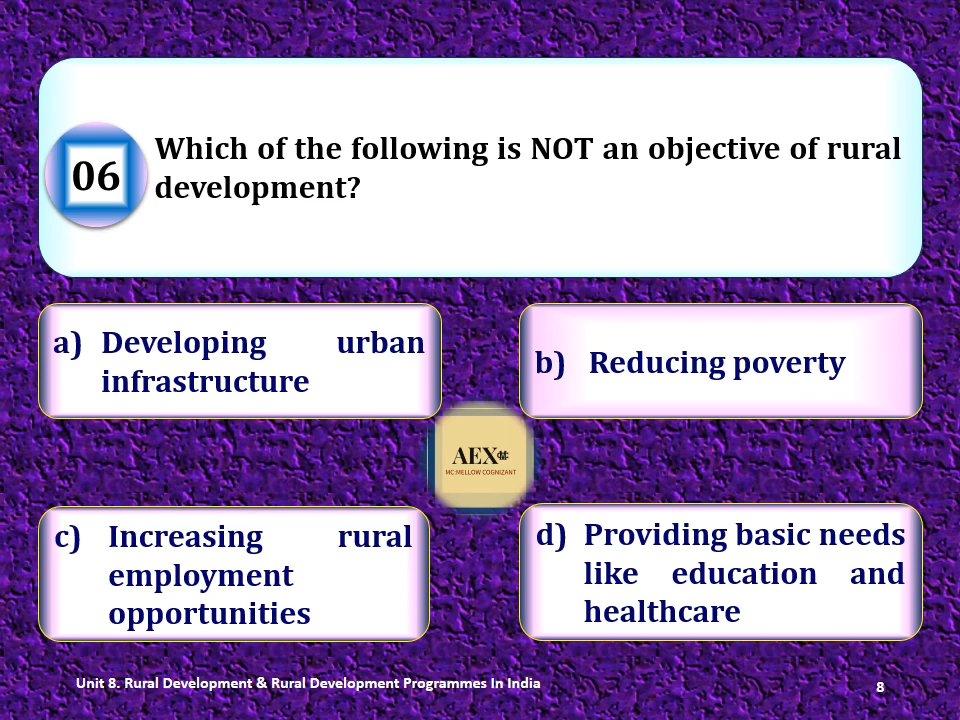 06
Which of the following is NOT an objective of rural
development?
a) Developing urban
infrastructure
b) Reducing poverty
c) Increasing rural
employment
opportunities
d) Providing basic needs
like education and
healthcare
AEX
MC:MELLOW COGNIZANT
Unit 8. Rural Development & Rural Development Programmes In India
8